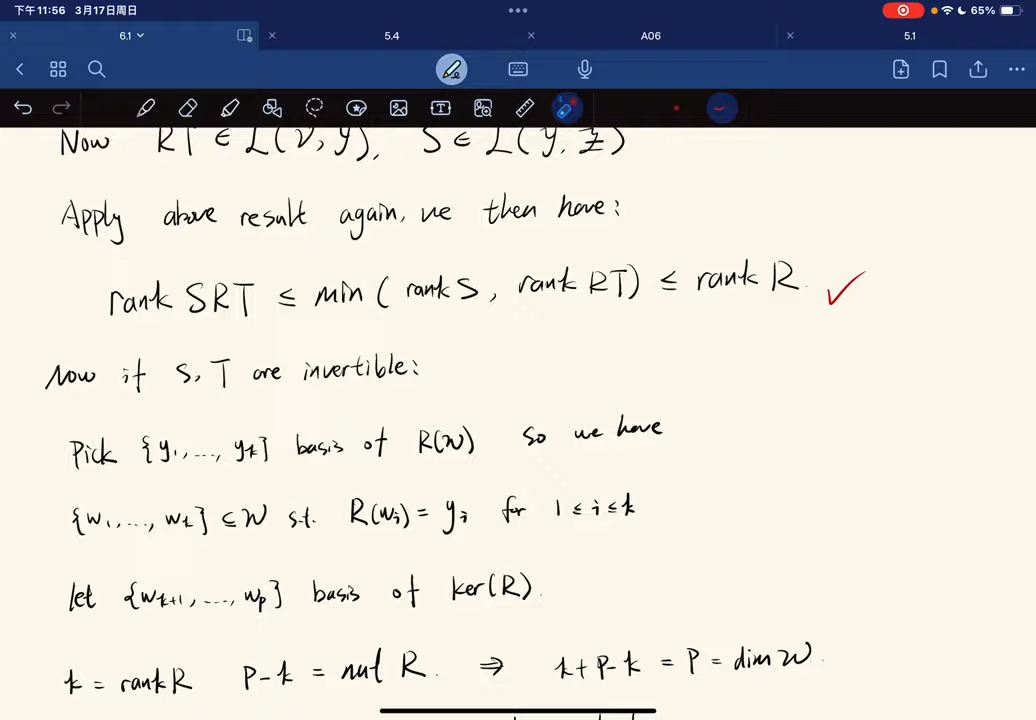 下午11:56 3月17日周日
65%
6.1
5.4
A06
5.1
Now RT ∈ L(V, Y), S ∈ L(Y, Z)
Apply above result again, we then have:
rank SRT ≤ min ( rank S, rank RT) ≤ rank R.
Now if S, T are invertible:
Pick {y₁, ..., yₖ} basis of R(W) so we have
{w₁, ..., wₖ} ⊆ W s.t. R(wᵢ) = yᵢ for 1 ≤ i ≤ k
let {wₖ₊₁, ..., wₚ} basis of ker(R).
k = rank R p-k = nul R. ⇒ k+p-k = p = dim W.